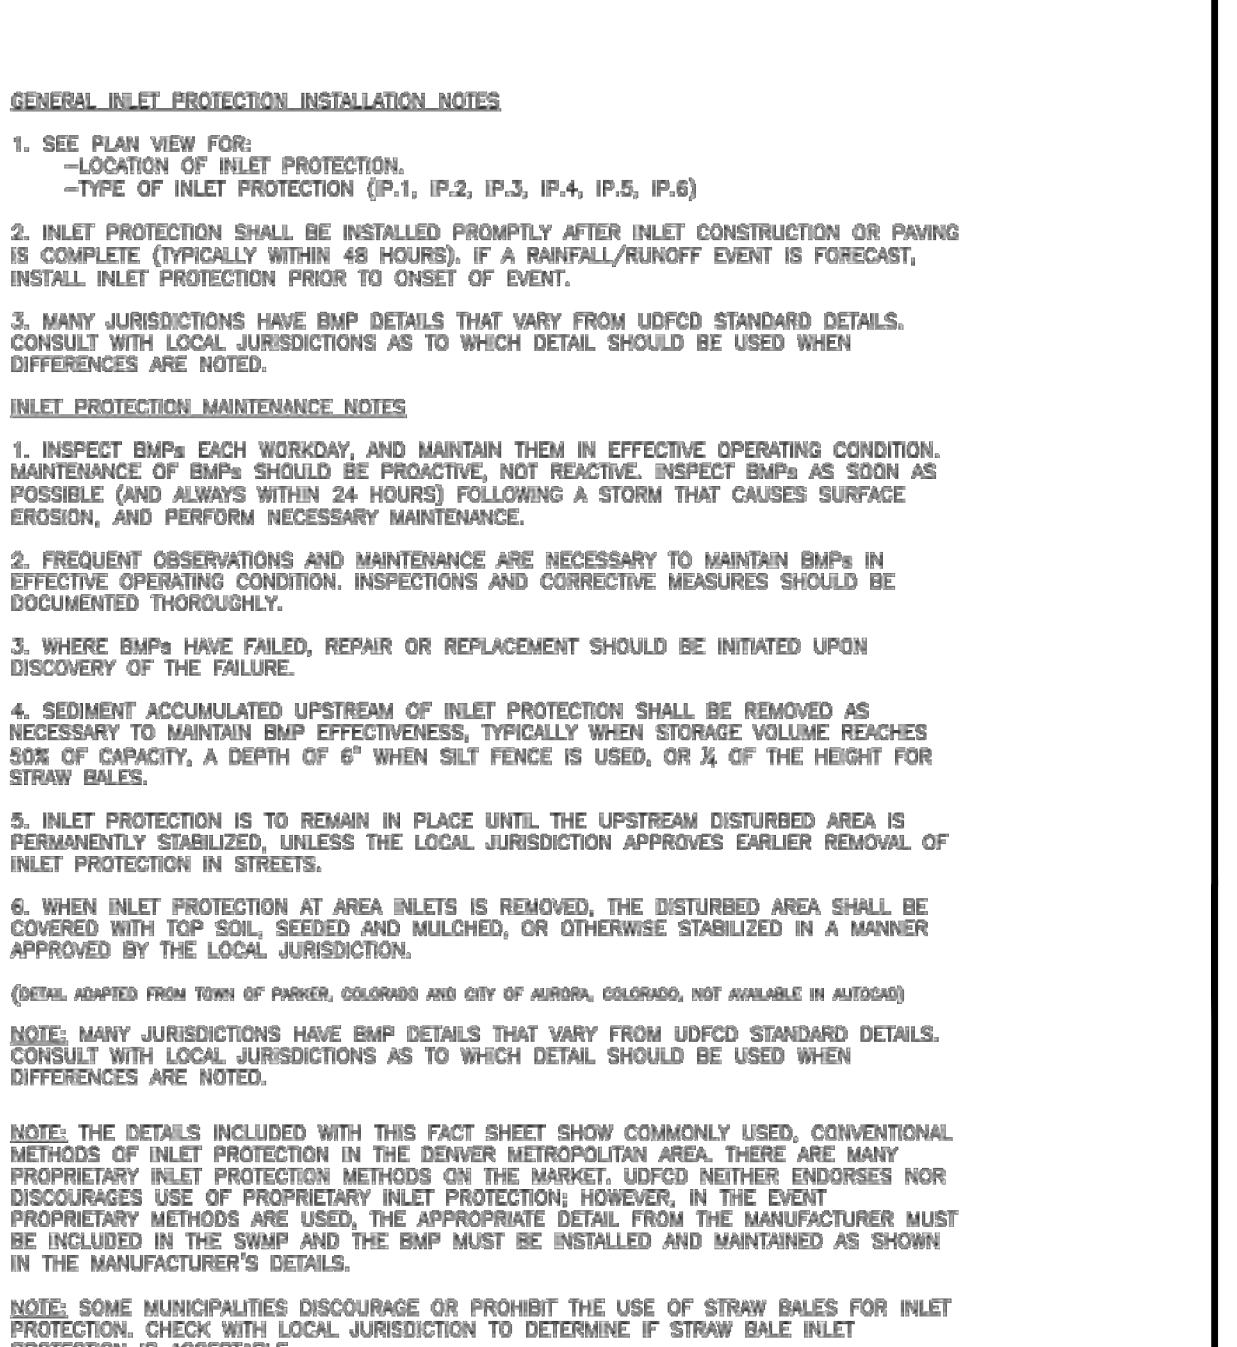 GENERAL INLET PROTECTION INSTALLATION NOTES
1. SEE PLAN VIEW FOR:
-LOCATION OF INLET PROTECTION.
-TYPE OF INLET PROTECTION (IP.1, IP.2, IP.3, IP.4, IP.5, IP.6)
2. INLET PROTECTION SHALL BE INSTALLED PROMPTLY AFTER INLET CONSTRUCTION OR PAVING
IS COMPLETE (TYPICALLY WITHIN 48 HOURS). IF A RAINFALL/RUNOFF EVENT IS FORECAST,
INSTALL INLET PROTECTION PRIOR TO ONSET OF EVENT.
3. MANY JURISDICTIONS HAVE BMP DETAILS THAT VARY FROM UDFCD STANDARD DETAILS.
CONSULT WITH LOCAL JURISDICTIONS AS TO WHICH DETAIL SHOULD BE USED WHEN
DIFFERENCES ARE NOTED.
INLET PROTECTION MAINTENANCE NOTES
1. INSPECT BMPs EACH WORKDAY, AND MAINTAIN THEM IN EFFECTIVE OPERATING CONDITION.
MAINTENANCE OF BMPs SHOULD BE PROACTIVE, NOT REACTIVE. INSPECT BMPs AS SOON AS
POSSIBLE (AND ALWAYS WITHIN 24 HOURS) FOLLOWING A STORM THAT CAUSES SURFACE
EROSION, AND PERFORM NECESSARY MAINTENANCE.
2. FREQUENT OBSERVATIONS AND MAINTENANCE ARE NECESSARY TO MAINTAIN BMPs IN
EFFECTIVE OPERATING CONDITION. INSPECTIONS AND CORRECTIVE MEASURES SHOULD BE
DOCUMENTED THOROUGHLY.
3. WHERE BMPs HAVE FAILED, REPAIR OR REPLACEMENT SHOULD BE INITIATED UPON
DISCOVERY OF THE FAILURE.
4. SEDIMENT ACCUMULATED UPSTREAM OF INLET PROTECTION SHALL BE REMOVED AS
NECESSARY TO MAINTAIN BMP EFFECTIVENESS, TYPICALLY WHEN STORAGE VOLUME REACHES
50% OF CAPACITY, A DEPTH OF 6" WHEN SILT FENCE IS USED, OR ¼ OF THE HEIGHT FOR
STRAW BALES.
5. INLET PROTECTION IS TO REMAIN IN PLACE UNTIL THE UPSTREAM DISTURBED AREA IS
PERMANENTLY STABILIZED, UNLESS THE LOCAL JURISDICTION APPROVES EARLIER REMOVAL OF
INLET PROTECTION IN STREETS.
6. WHEN INLET PROTECTION AT AREA INLETS IS REMOVED, THE DISTURBED AREA SHALL BE
COVERED WITH TOP SOIL, SEEDED AND MULCHED, OR OTHERWISE STABILIZED IN A MANNER
APPROVED BY THE LOCAL JURISDICTION.
(DETAIL ADAPTED FROM TOWN OF PARKER, COLORADO AND CITY OF AURORA, COLORADO, NOT AVAILABLE IN AUTOCAD)
NOTE: MANY JURISDICTIONS HAVE BMP DETAILS THAT VARY FROM UDFCD STANDARD DETAILS.
CONSULT WITH LOCAL JURISDICTIONS AS TO WHICH DETAIL SHOULD BE USED WHEN
DIFFERENCES ARE NOTED.
NOTE: THE DETAILS INCLUDED WITH THIS FACT SHEET SHOW COMMONLY USED, CONVENTIONAL
METHODS OF INLET PROTECTION IN THE DENVER METROPOLITAN AREA. THERE ARE MANY
PROPRIETARY INLET PROTECTION METHODS ON THE MARKET. UDFCD NEITHER ENDORSES NOR
DISCOURAGES USE OF PROPRIETARY INLET PROTECTION; HOWEVER, IN THE EVENT
PROPRIETARY METHODS ARE USED, THE APPROPRIATE DETAIL FROM THE MANUFACTURER MUST
BE INCLUDED IN THE SWMP AND THE BMP MUST BE INSTALLED AND MAINTAINED AS SHOWN
IN THE MANUFACTURER'S DETAILS.
NOTE: SOME MUNICIPALITIES DISCOURAGE OR PROHIBIT THE USE OF STRAW BALES FOR INLET
PROTECTION. CHECK WITH LOCAL JURISDICTION TO DETERMINE IF STRAW BALE INLET